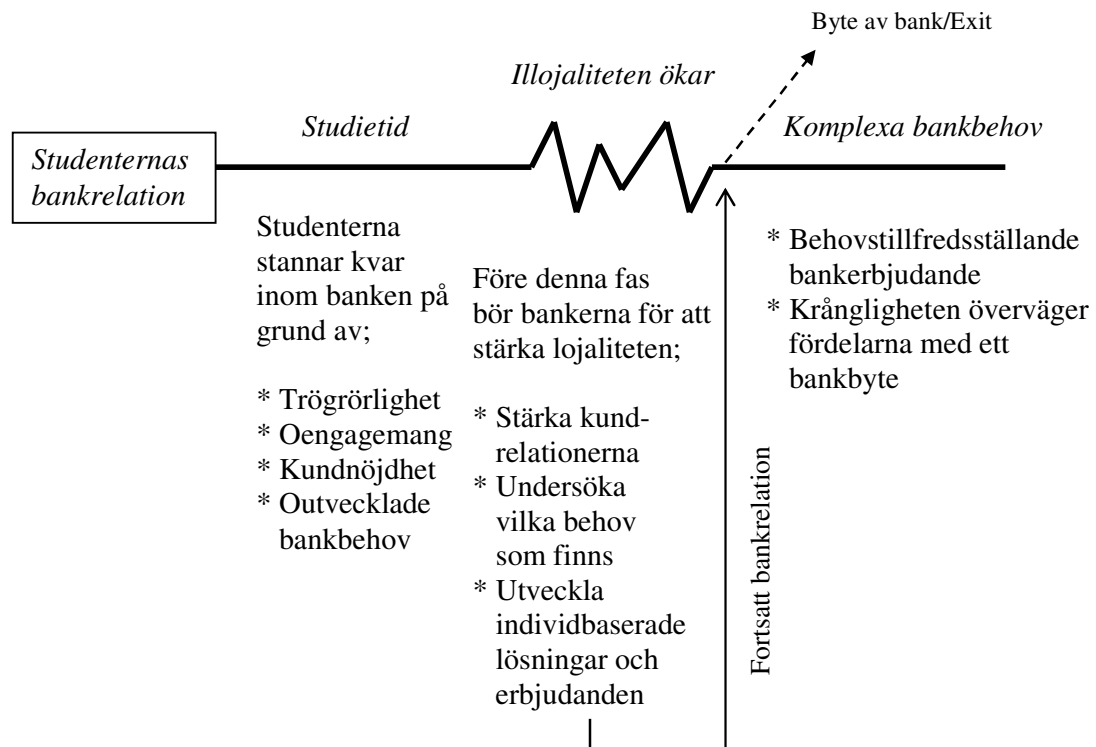 Byte av bank/Exit
Illojaliteten ökar
Studietid
Komplexa bankbehov
Studenternas
bankrelation
Studenterna
stannar kvar
inom banken på
grund av;
* Trögrörlighet
* Oengagemang
* Kundnöjdhet
* Outvecklade
bankbehov
Före denna fas
bör bankerna för att
stärka lojaliteten;
* Stärka kund-
relationerna
* Undersöka
vilka behov
som finns
* Utveckla
individbaserade
lösningar och
erbjudanden
Fortsatt bankrelation
* Behovstillfredsställande
bankerbjudande
* Krångligheten överväger
fördelarna med ett
bankbyte